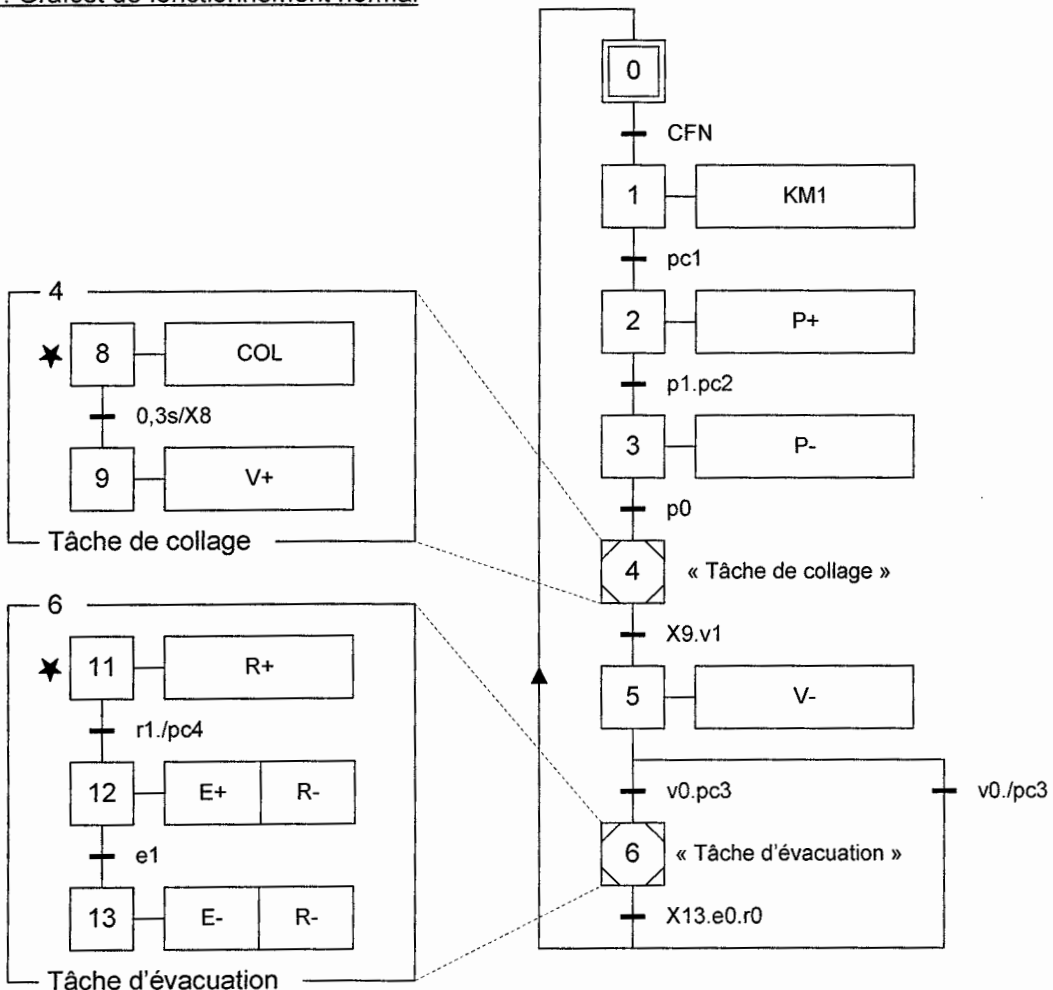 : Grafcet de fonctionnement normal
0
CFN
1 KM1
pc1
2 P+
p1.pc2
3 P-
p0
4 « Tâche de collage »
X9.v1
5 V-
v0.pc3 v0./pc3
6 « Tâche d'évacuation »
X13.e0.r0
4
8 COL
0,3s/X8
9 V+
Tâche de collage
6
11 R+
r1./pc4
12 E+ R-
e1
13 E- R-
Tâche d'évacuation